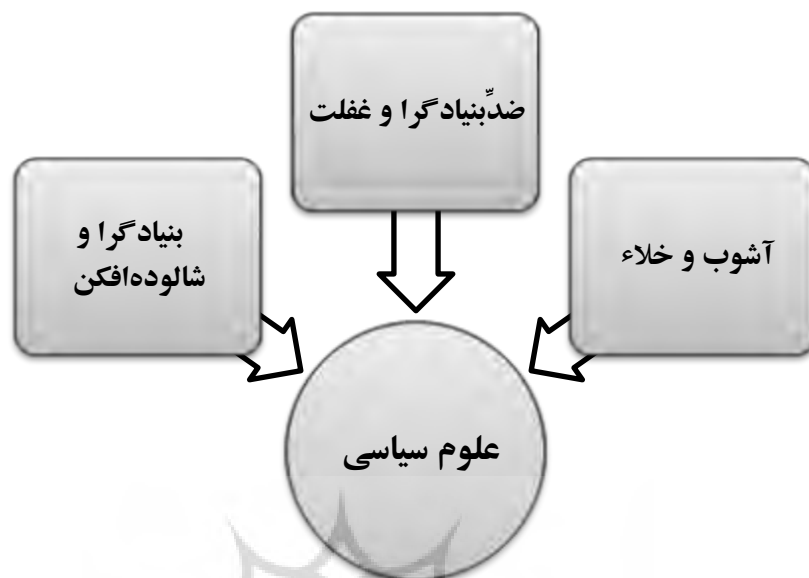 ضدِّبنیادگرا و غفلت
آشوب و خلاء
بنیادگرا و
شالوده‌افکن
علوم سیاسی